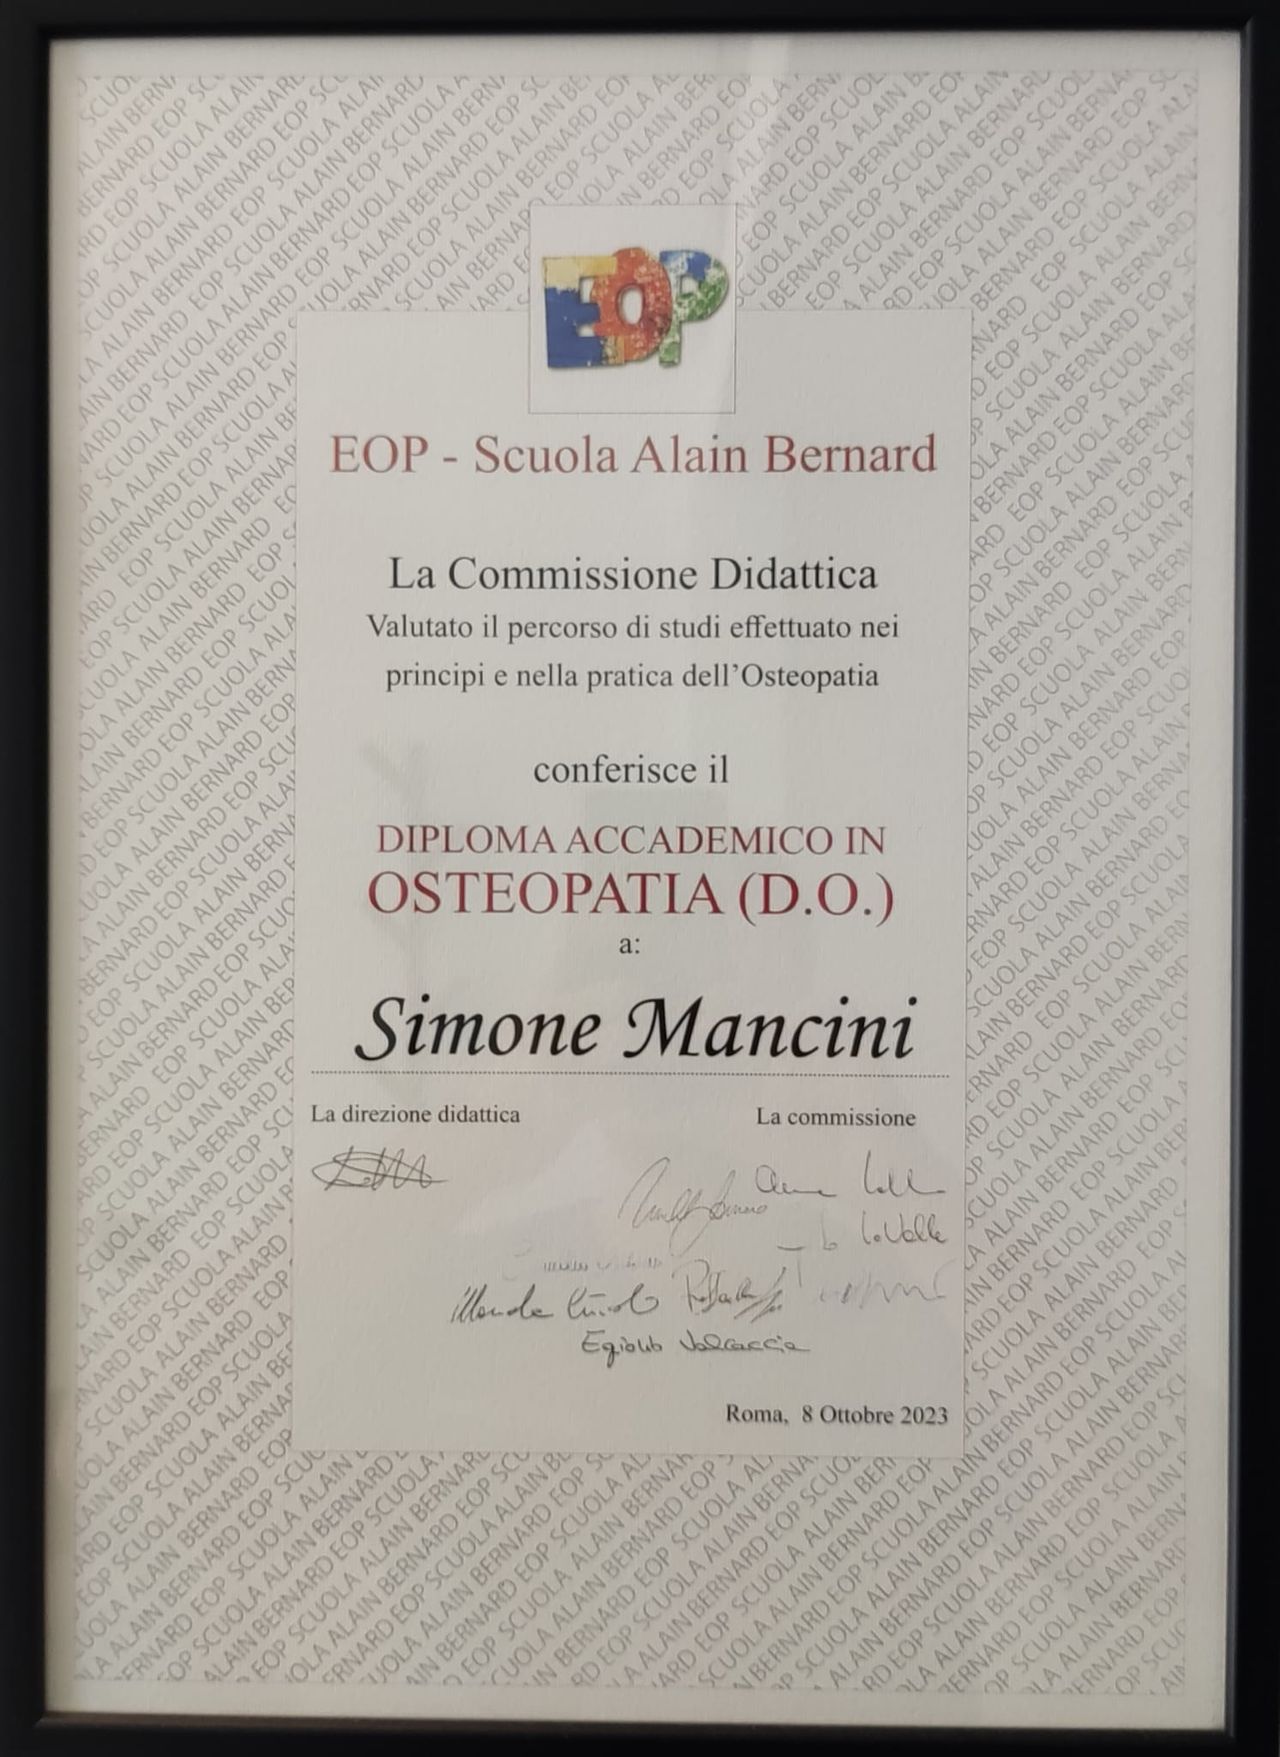 EOP
EOP - Scuola Alain Bernard
La Commissione Didattica
Valutato il percorso di studi effettuato nei
principi e nella pratica dell'Osteopatia
conferisce il
DIPLOMA ACCADEMICO IN
OSTEOPATIA (D.O.)
a:
Simone Mancini
La direzione didattica
La commissione
Roma, 8 Ottobre 2023